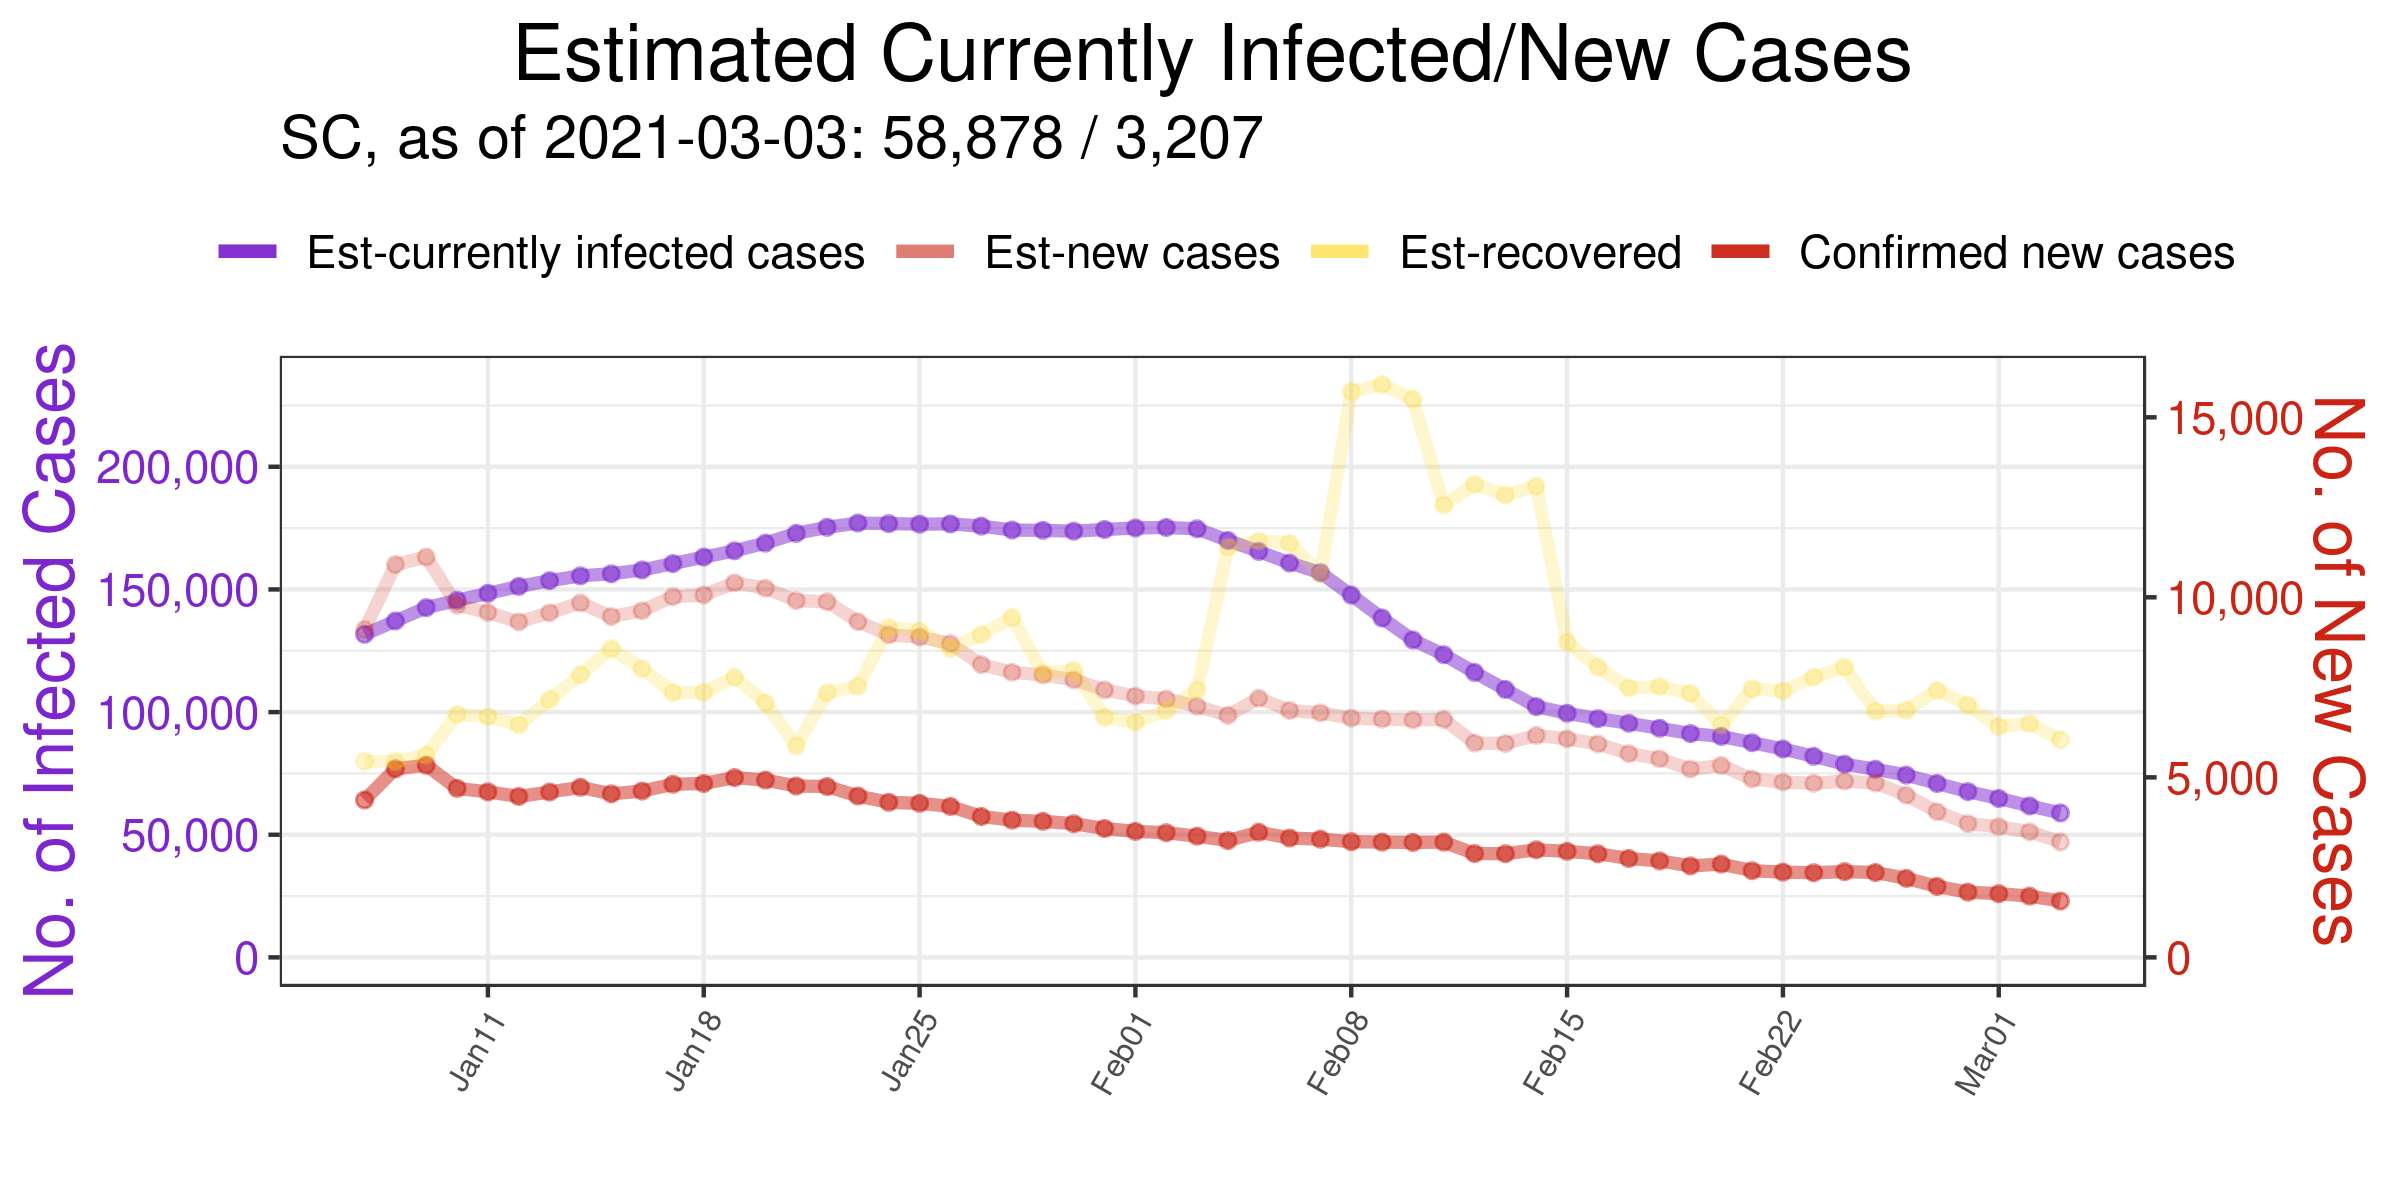 Estimated Currently Infected/New Cases
SC, as of 2021-03-03: 58,878 / 3,207
Est-currently infected cases Est-new cases Est-recovered Confirmed new cases
No. of Infected Cases
200,000
150,000
100,000
50,000
0
15,000
10,000
5,000
0
No. of New Cases
Jan11 Jan18 Jan25 Feb01 Feb08 Feb15 Feb22 Mar01